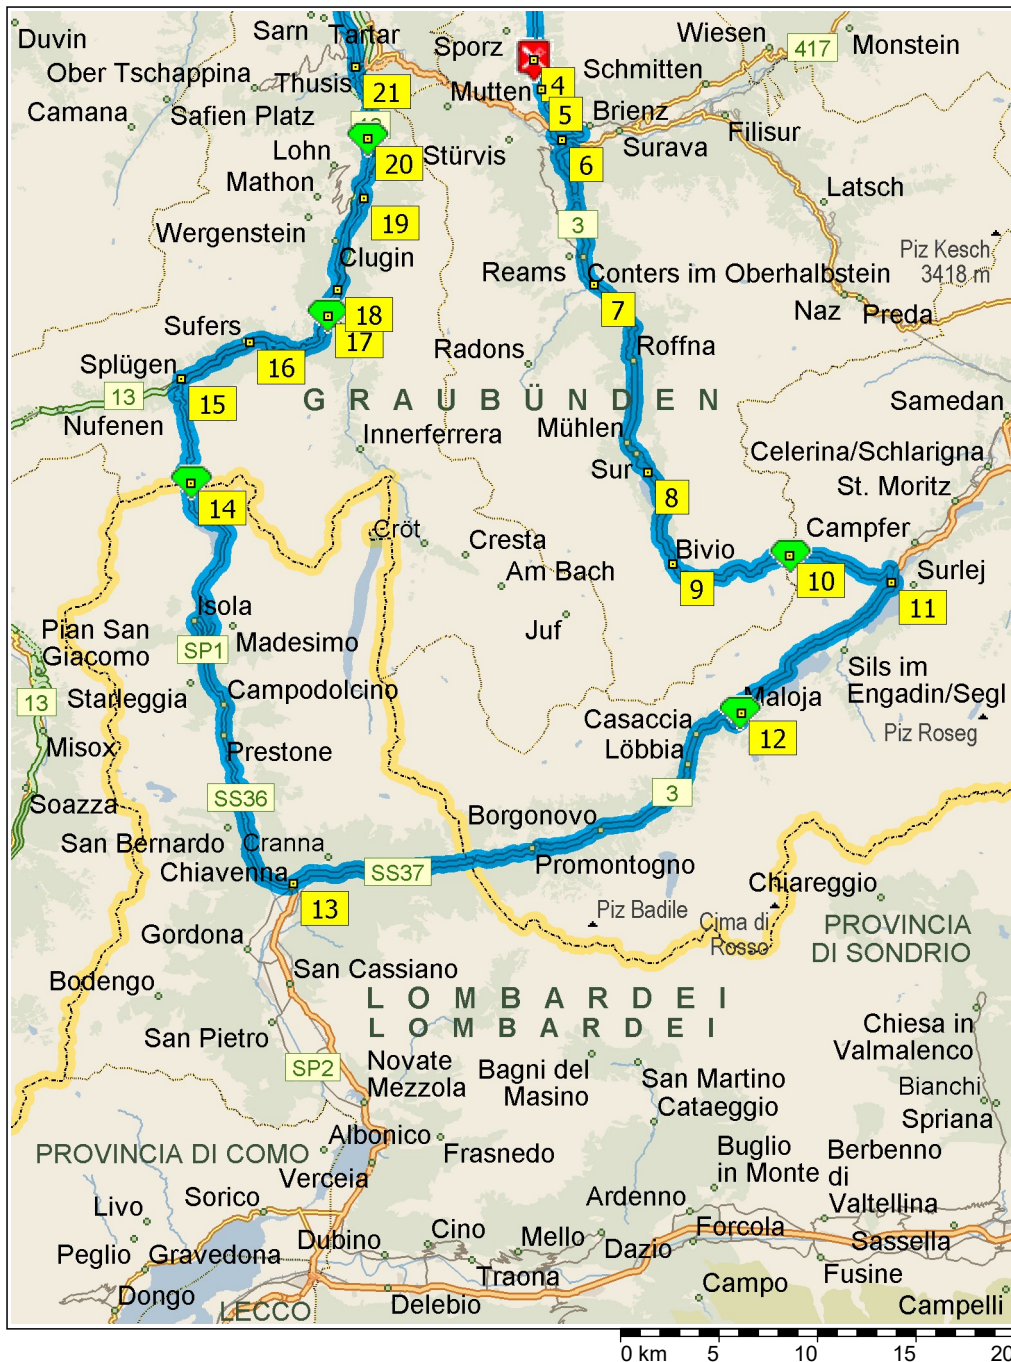 Duvin
Sarn
Tartar
Sporz
Wiesen
417
Monstein
Ober Tschappina
Thusis
21
Mutten
4
Schmitten
Camana
Safien Platz
5
Brienz
Filisur
Lohn
20
Stürvis
6
Surava
Mathon
19
Latsch
Wergenstein
3
Piz Kesch
3418 m
Clugin
Reams
Conters im Oberhalbstein
7
Naz
Preda
Sufers
18
17
Splügen
16
Radons
Roffna
13
15
GRAUBÜNDEN
Samedan
Nufenen
Innerferrera
Mühlen
Celerina/Schlarigna
Sur
8
St. Moritz
14
Cröt
Cresta
Campfer
Bivio
Am Bach
9
10
Surlej
11
Isola
Juf
Pian San
Giacomo
SP1
Madesimo
Sils im
Engadin/Segl
13
Starleggia
Campodolcino
Maloja
Casaccia
12
Piz Roseg
Misox
Prestone
Löbbia
SS36
3
Soazza
Borgonovo
San Bernardo
Cranna
Chiavenna
SS37
Promontogno
Chiareggio
13
Piz Badile
Cima di
Rosso
PROVINCIA
DI SONDRIO
Gordona
San Cassiano
Bodengo
LOMBARDEI
LOMBARDEI
San Pietro
Chiesa in
Valmalenco
SP2
Novate
Mezzola
Bagni del
Masino
San Martino
Cataeggio
Bianchi
Spriana
PROVINCIA DI COMO
Albonico
Frasnedo
Buglio
in Monte
Berbenno
di
Valtellina
Verceia
Livo
Sorico
Ardenno
Peglio
Gravedona
Dubino
Cino
Mello
Dazio
Forcola
Sassella
Traona
Fusine
Dongo
LECCO
Delebio
Campo
Campelli
0 km
5
10
15
20